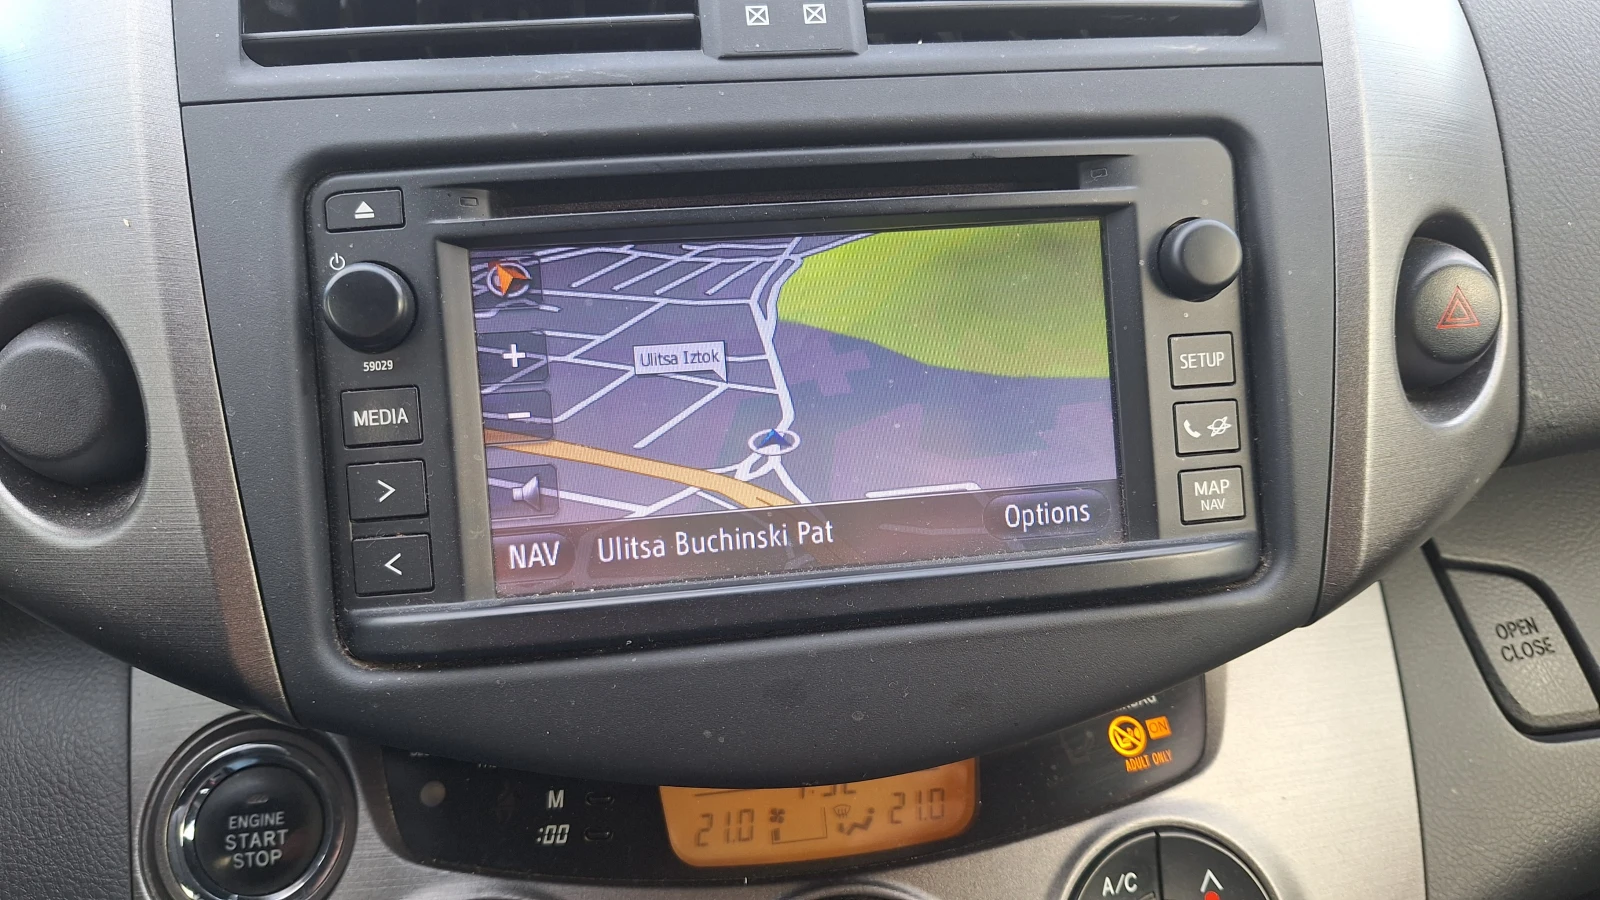 59029
MEDIA
>
<
+
-
Ulitsa Iztok
NAV
Ulitsa Buchinski Pat
Options
SETUP
MAP
NAV
OPEN
CLOSE
ENGINE
START
STOP
M
:00
21.0
21.0
ON
ADULT ONLY
A/C